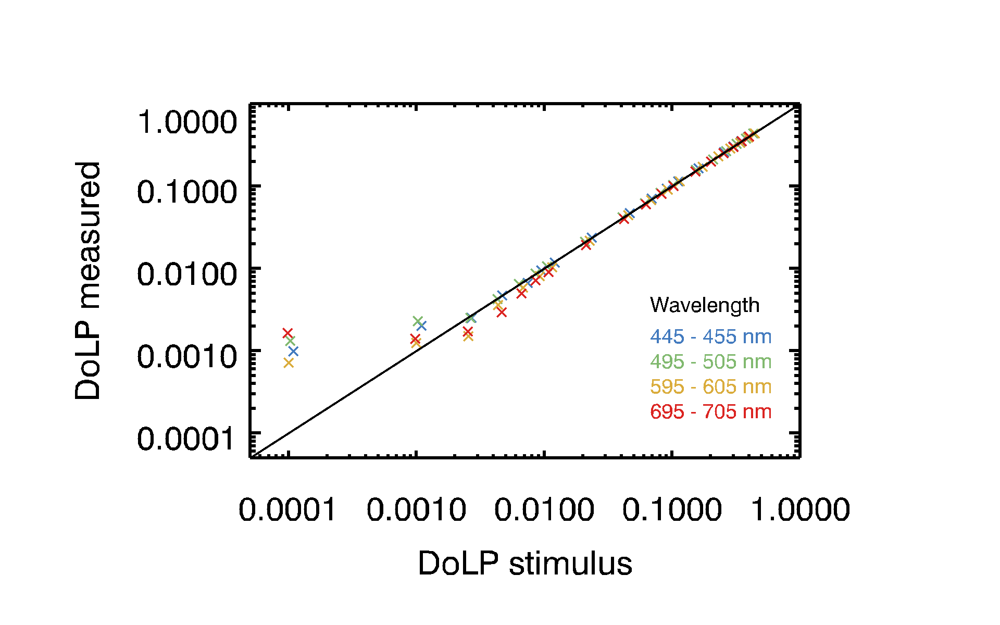 1.0000
0.1000
0.0100
0.0010
0.0001
DoLP measured
Wavelength
445 - 455 nm
495 - 505 nm
595 - 605 nm
695 - 705 nm
0.0001 0.0010 0.0100 0.1000 1.0000
DoLP stimulus